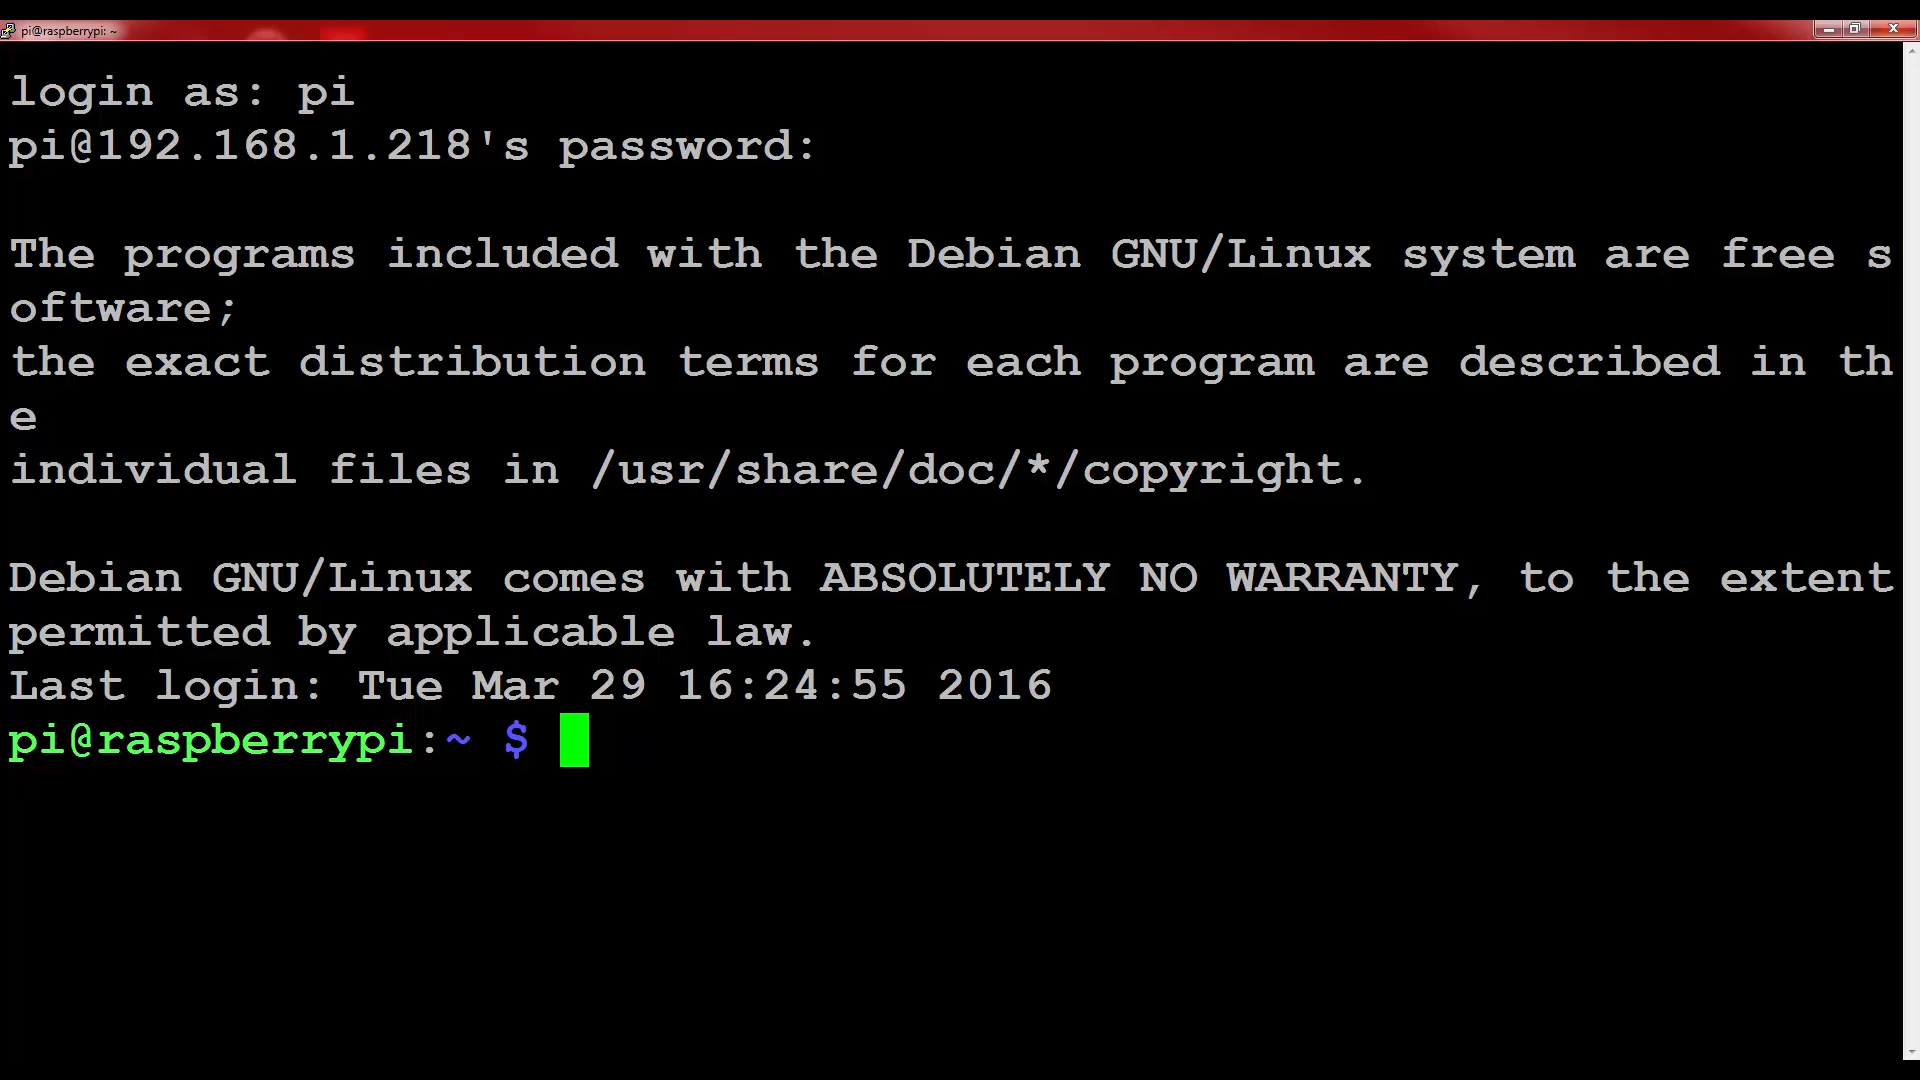 pi@raspberrypi: ~
login as: pi
pi@192.168.1.218's password:
The programs included with the Debian GNU/Linux system are free s
oftware;
the exact distribution terms for each program are described in th
e
individual files in /usr/share/doc/*/copyright.
Debian GNU/Linux comes with ABSOLUTELY NO WARRANTY, to the extent
permitted by applicable law.
Last login: Tue Mar 29 16:24:55 2016
pi@raspberrypi:~ $